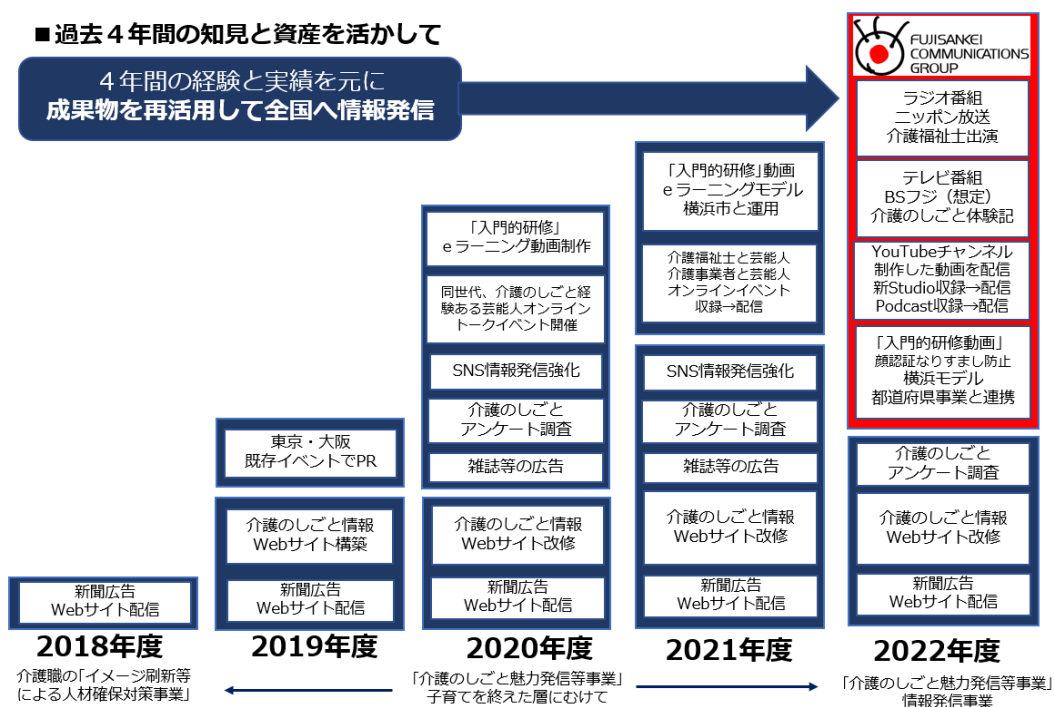 ■過去４年間の知見と資産を活かして
４年間の経験と実績を元に
成果物を再活用して全国へ情報発信
FUJISANKEI
COMMUNICATIONS
GROUP
ラジオ番組
ニッポン放送
介護福祉士出演
テレビ番組
BSフジ（想定）
介護のしごと体験記
YouTubeチャンネル
制作した動画を配信
新Studio収録→配信
Podcast収録→配信
「入門的研修動画」
顔認証なりすまし防止
横浜モデル
都道府県事業と連携
介護のしごと
アンケート調査
介護のしごと情報
Webサイト改修
新聞広告
Webサイト配信
「入門的研修」動画
ｅラーニングモデル
横浜市と運用
介護福祉士と芸能人
介護事業者と芸能人
オンラインイベント
収録→配信
SNS情報発信強化
介護のしごと
アンケート調査
雑誌等の広告
介護のしごと情報
Webサイト改修
新聞広告
Webサイト配信
「入門的研修」
ｅラーニング動画制作
同世代、介護のしごと経
験ある芸能人オンライン
トークイベント開催
SNS情報発信強化
介護のしごと
アンケート調査
雑誌等の広告
介護のしごと情報
Webサイト改修
新聞広告
Webサイト配信
東京・大阪
既存イベントでPR
介護のしごと情報
Webサイト構築
新聞広告
Webサイト配信
新聞広告
Webサイト配信
2018年度
2019年度
2020年度
2021年度
2022年度
介護職の「イメージ刷新等
による人材確保対策事業」
「介護のしごと魅力発信等事業」
子育てを終えた層にむけて
「介護のしごと魅力発信等事業」
情報発信事業